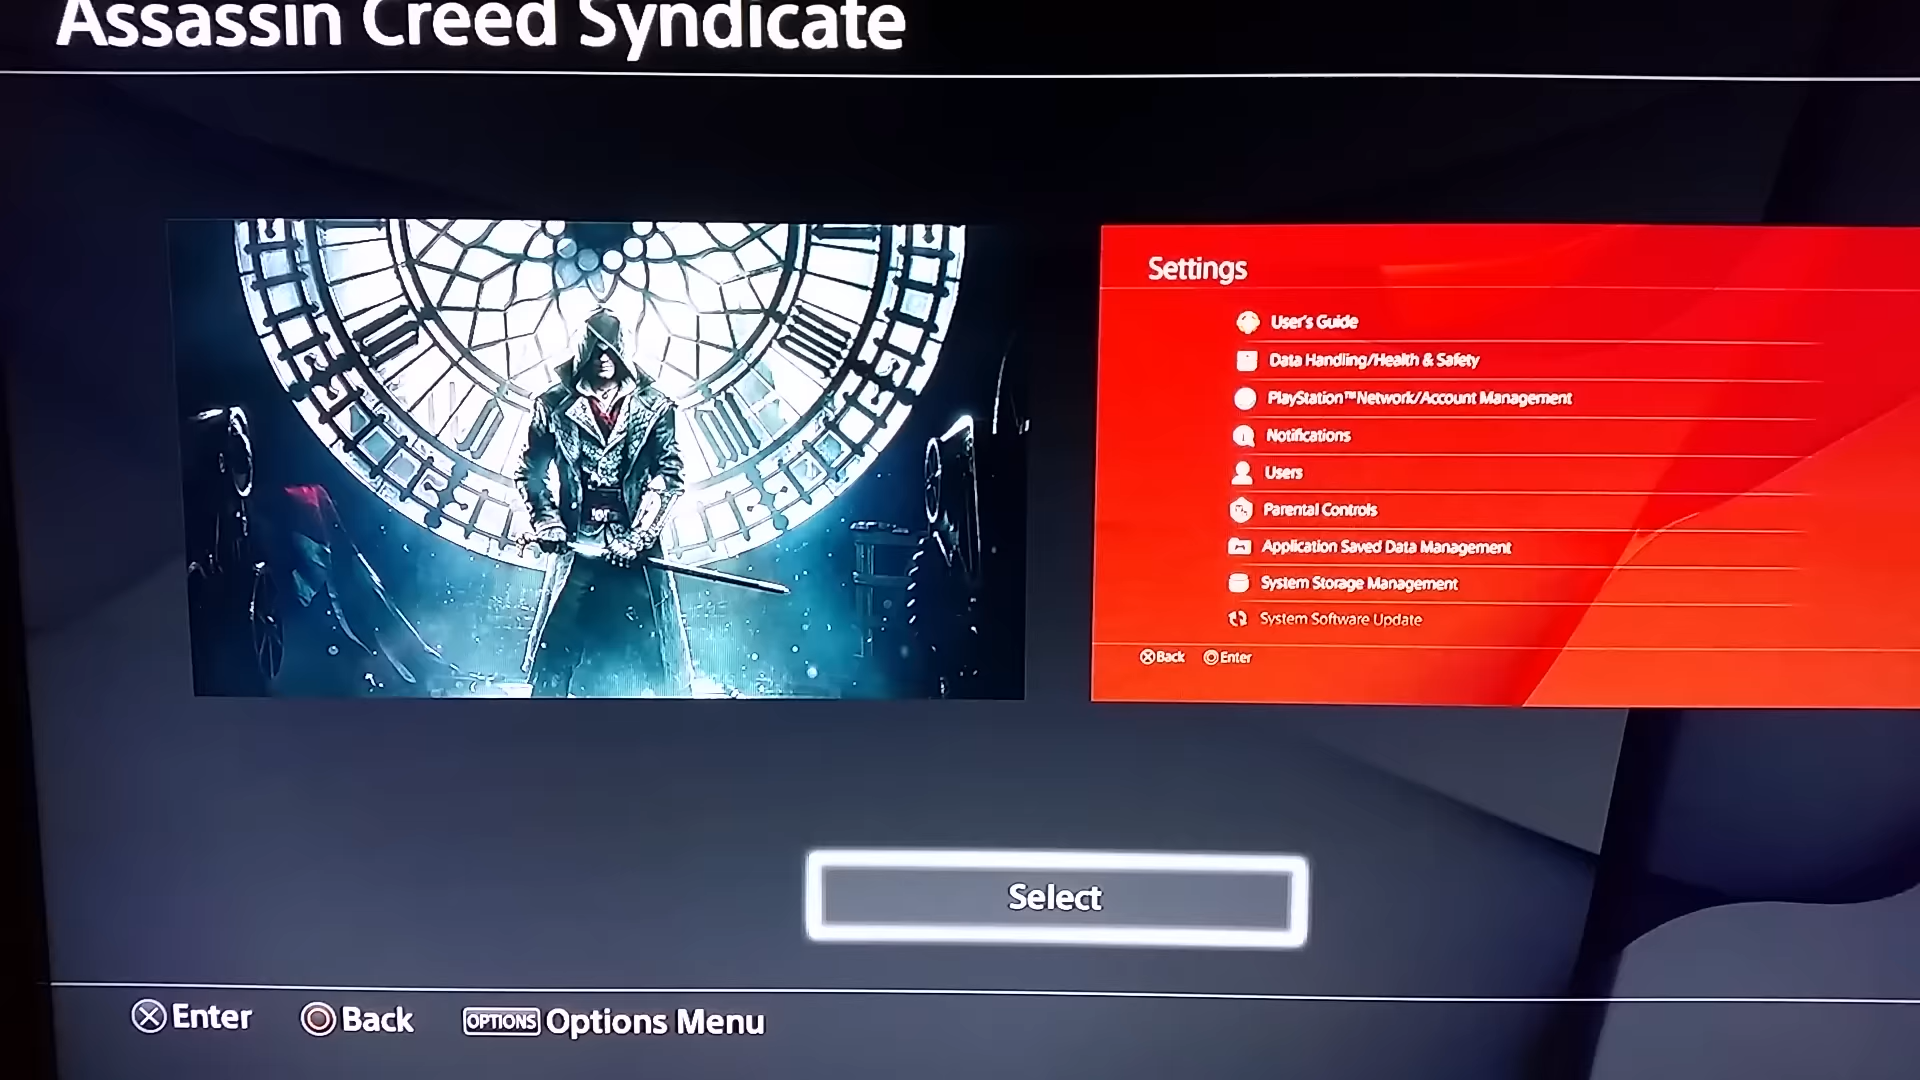 Assassin Creed Syndicate
Settings
User's Guide
Data Handling/Health & Safety
PlayStation™Network/Account Management
Notifications
Users
Parental Controls
Application Saved Data Management
System Storage Management
System Software Update
Back Enter
Select
Enter Back OPTIONS Options Menu